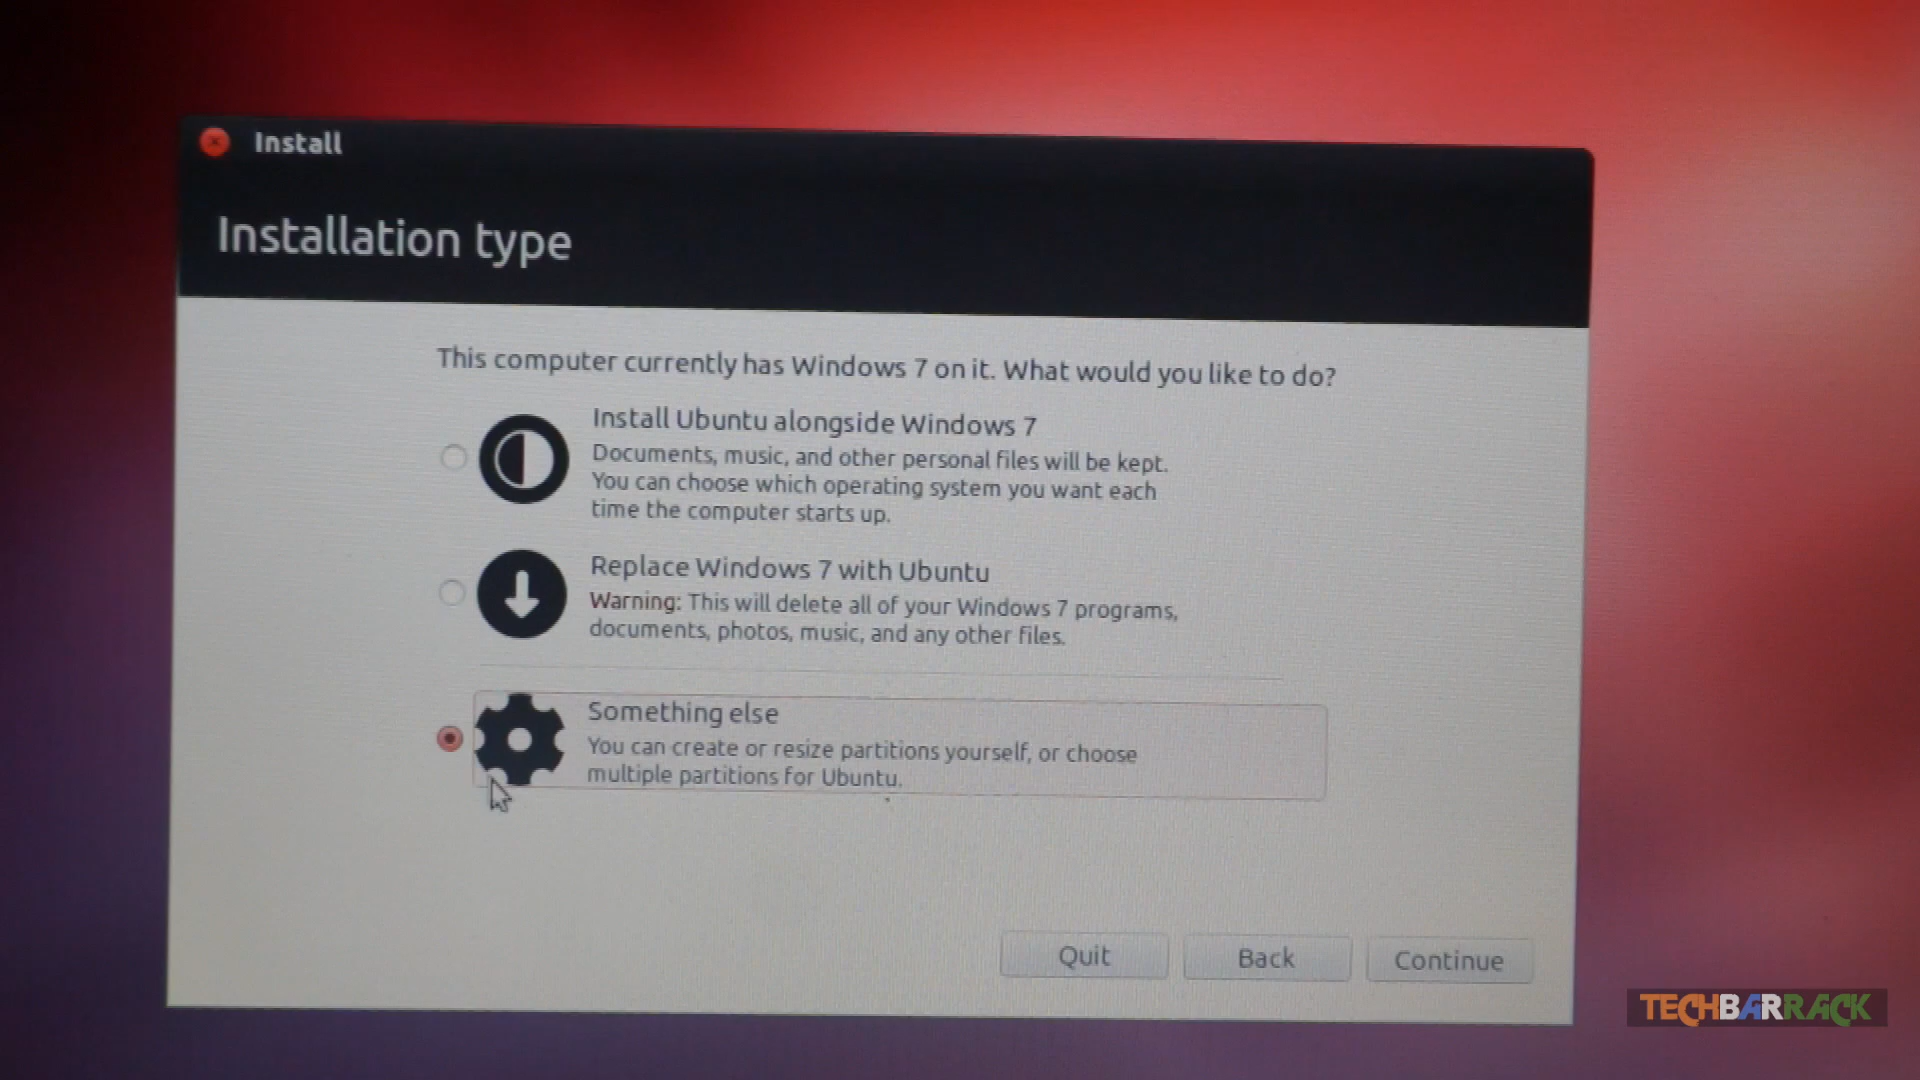 Install
Installation type
This computer currently has Windows 7 on it. What would you like to do?
Install Ubuntu alongside Windows 7
Documents, music, and other personal files will be kept.
You can choose which operating system you want each
time the computer starts up.
Replace Windows 7 with Ubuntu
Warning: This will delete all of your Windows 7 programs,
documents, photos, music, and any other files.
Something else
You can create or resize partitions yourself, or choose
multiple partitions for Ubuntu.
Quit
Back
Continue
TECHBARRACK